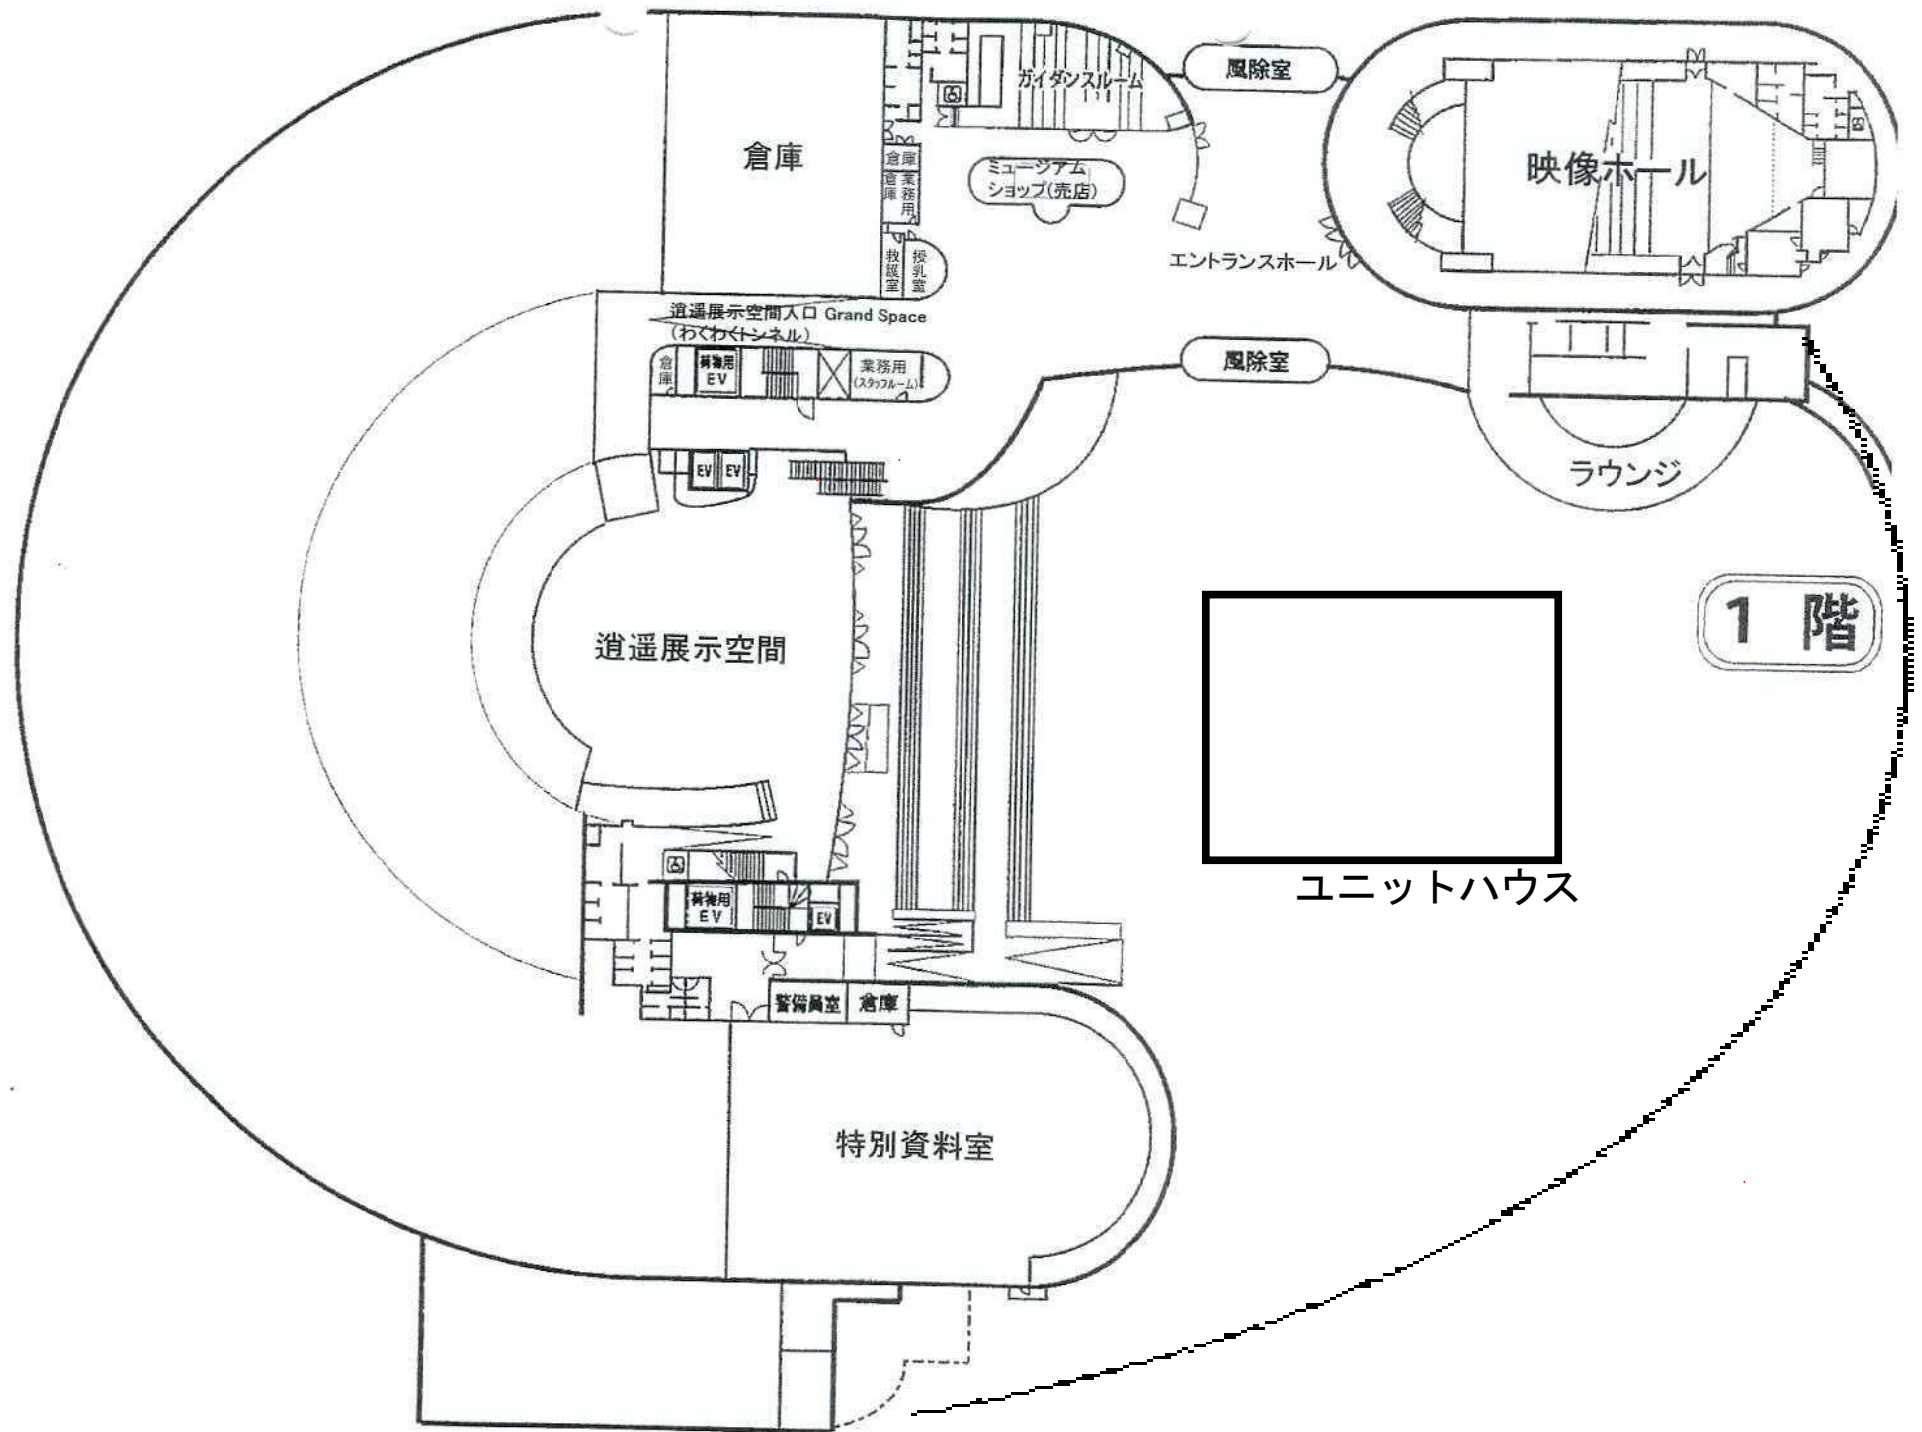 風除室
ガイダンスルーム
倉庫
倉庫
倉庫
業務用
ミュージアム
ショップ(売店)
映像ホール
救護室
授乳室
エントランスホール
逍遥展示空間入口 Grand Space
(わくわくトンネル)
倉庫
荷物用
EV
業務用
(スタッフルーム)
風除室
EV
EV
ラウンジ
1 階
逍遥展示空間
ユニットハウス
荷物用
EV
EV
警備員室
倉庫
特別資料室